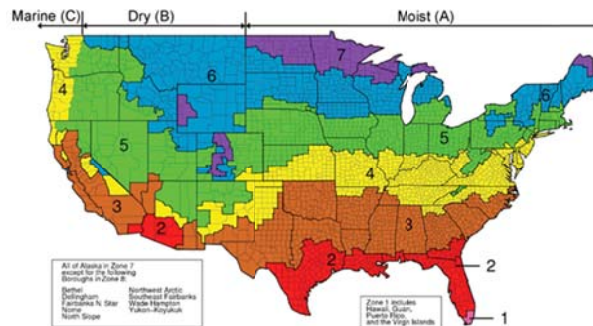 Marine (C) Dry (B) Moist (A)
7
6
6
4
5
5
4
3
3
2
2
2
1
All of Alaska in Zone 7
except for the following
Boroughs in Zone 8:
Bethel Northwest Arctic
Dellingham Southeast Fairbanks
Fairbanks N. Star Wade Hampton
Nome Yukon-Koyukuk
North Slope
Zone 1 includes
Hawaii, Guam,
Puerto Rico,
and the Virgin Islands